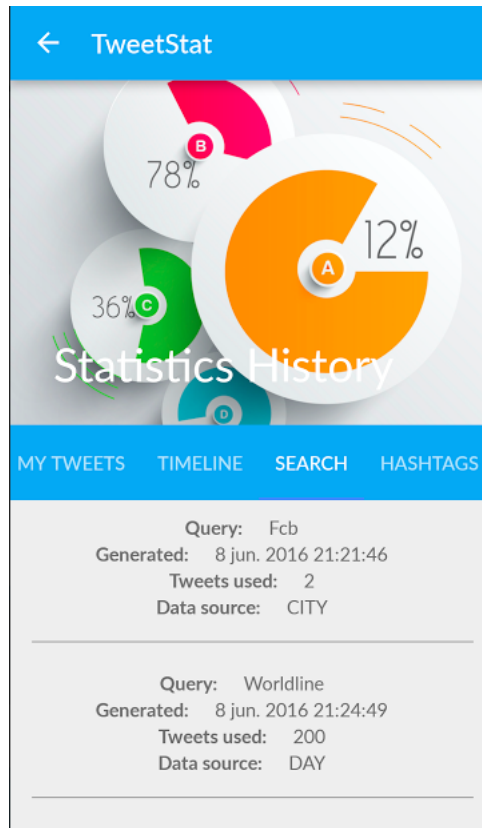 TweetStat
B
78%
12%
A
36%
C
Statistics History
D
MY TWEETS TIMELINE SEARCH HASHTAGS
Query: Fcb
Generated: 8 jun. 2016 21:21:46
Tweets used: 2
Data source: CITY
Query: Worldline
Generated: 8 jun. 2016 21:24:49
Tweets used: 200
Data source: DAY